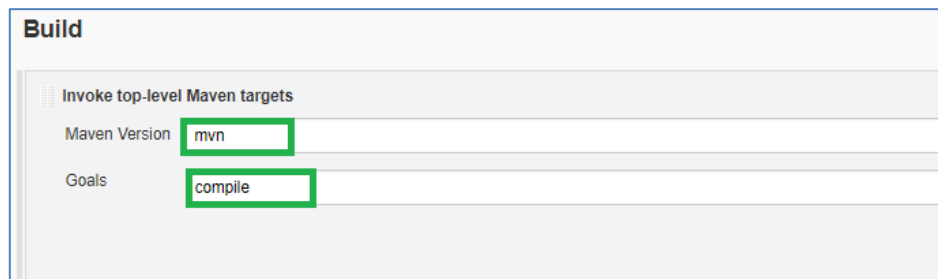 Build
Invoke top-level Maven targets
Maven Version mvn
Goals compile